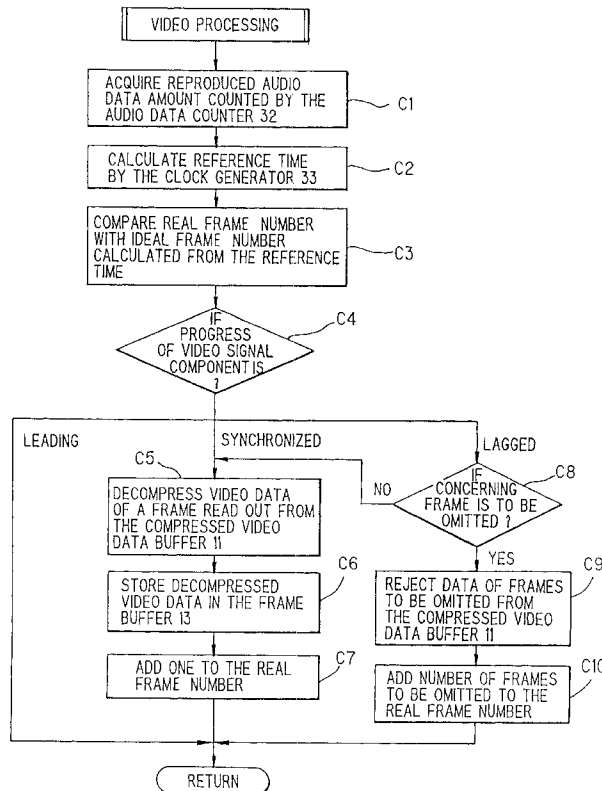 VIDEO PROCESSING
ACQUIRE REPRODUCED AUDIO
DATA AMOUNT COUNTED BY THE
AUDIO DATA COUNTER 32
C1
CALCULATE REFERENCE TIME
BY THE CLOCK GENERATOR 33
C2
COMPARE REAL FRAME NUMBER
WITH IDEAL FRAME NUMBER
CALCULATED FROM THE REFERENCE
TIME
C3
C4
IF
PROGRESS
OF VIDEO SIGNAL
COMPONENT IS
?
LEADING
SYNCHRONIZED
LAGGED
C5
DECOMPRESS VIDEO DATA
OF A FRAME READ OUT FROM
THE COMPRESSED VIDEO
DATA BUFFER 11
NO
C8
IF
CONCERNING
FRAME IS TO BE
OMITTED ?
YES
C6
STORE DECOMPRESSED
VIDEO DATA IN THE FRAME
BUFFER 13
C9
REJECT DATA OF FRAMES
TO BE OMITTED FROM
THE COMPRESSED VIDEO
DATA BUFFER 11
C7
ADD ONE TO THE REAL
FRAME NUMBER
C10
ADD NUMBER OF FRAMES
TO BE OMITTED TO THE
REAL FRAME NUMBER
RETURN